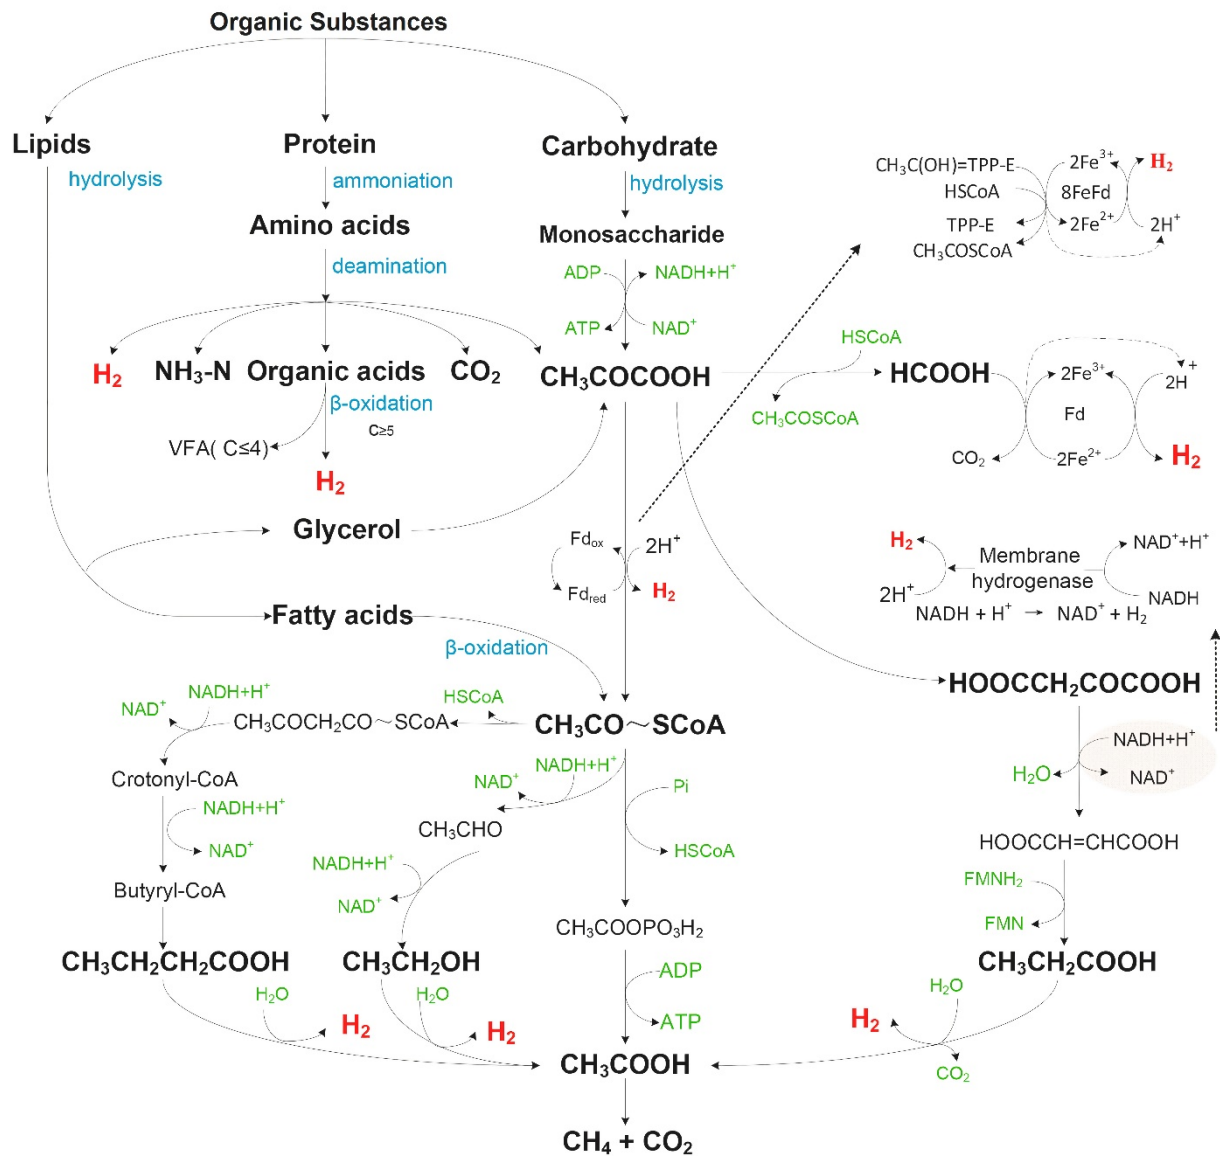 Organic Substances
Lipids
Protein
Carbohydrate
hydrolysis
ammoniation
hydrolysis
Amino acids
Monosaccharide
deamination
ADP
NADH+H⁺
ATP
NAD⁺
H₂
NH₃-N
Organic acids
CO₂
CH₃COCOOH
β-oxidation
C≥5
VFA( C≤4)
H₂
Glycerol
Fd_ox
2H⁺
Fd_red
H₂
Fatty acids
β-oxidation
CH₃C(OH)=TPP-E
HSCoA
TPP-E
CH₃COSCoA
2Fe³⁺
8FeFd
2Fe²⁺
H₂
2H⁺
HSCoA
CH₃COSCoA
HCOOH
CO₂
2Fe³⁺
Fd
2Fe²⁺
2H⁺
H₂
H₂
2H⁺
Membrane
hydrogenase
NAD⁺+H⁺
NADH
NADH + H⁺ → NAD⁺ + H₂
HOOCCH₂COCOOH
NADH+H⁺
H₂O
NAD⁺
HOOCCH=CHCOOH
FMNH₂
FMN
CH₃CH₂COOH
H₂O
H₂
CO₂
NADH+H⁺
NAD⁺
CH₃COCH₂CO~SCoA
HSCoA
CH₃CO~SCoA
Crotonyl-CoA
NADH+H⁺
NAD⁺
Butyryl-CoA
CH₃CH₂CH₂COOH
H₂O
H₂
NADH+H⁺
NAD⁺
CH₃CHO
NADH+H⁺
NAD⁺
CH₃CH₂OH
H₂O
H₂
Pi
HSCoA
CH₃COOPO₃H₂
ADP
ATP
CH₃COOH
CH₄ + CO₂